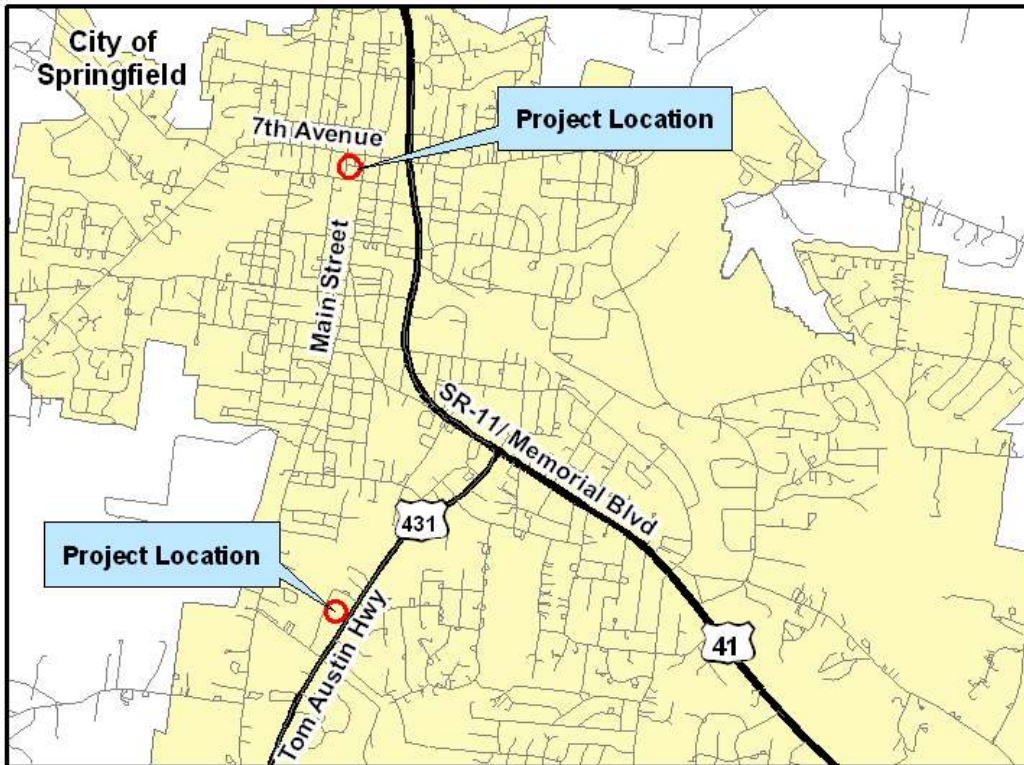 City of
Springfield
7th Avenue
Project Location
Main Street
SR-11/ Memorial Blvd
431
Project Location
Tom Austin Hwy
41